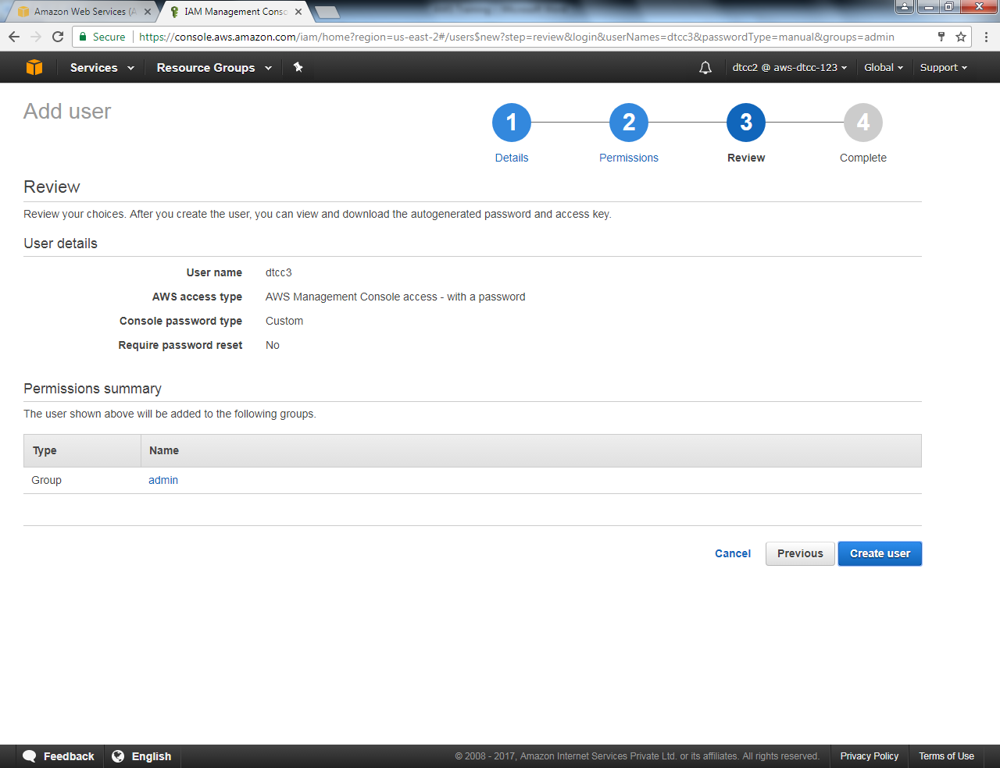 Amazon Web Services (A
IAM Management Conso
Secure
https://console.aws.amazon.com/iam/home?region=us-east-2#/users$new?step=review&login&userNames=dtcc3&passwordType=manual&groups=admin
Services
Resource Groups
dtcc2 @ aws-dtcc-123
Global
Support
Add user
1
2
3
4
Details
Permissions
Review
Complete
Review
Review your choices. After you create the user, you can view and download the autogenerated password and access key.
User details
User name dtcc3
AWS access type AWS Management Console access - with a password
Console password type Custom
Require password reset No
Permissions summary
The user shown above will be added to the following groups.
Type Name
Group admin
Cancel
Previous
Create user
Feedback
English
© 2008 - 2017, Amazon Internet Services Private Ltd. or its affiliates. All rights reserved.
Privacy Policy
Terms of Use